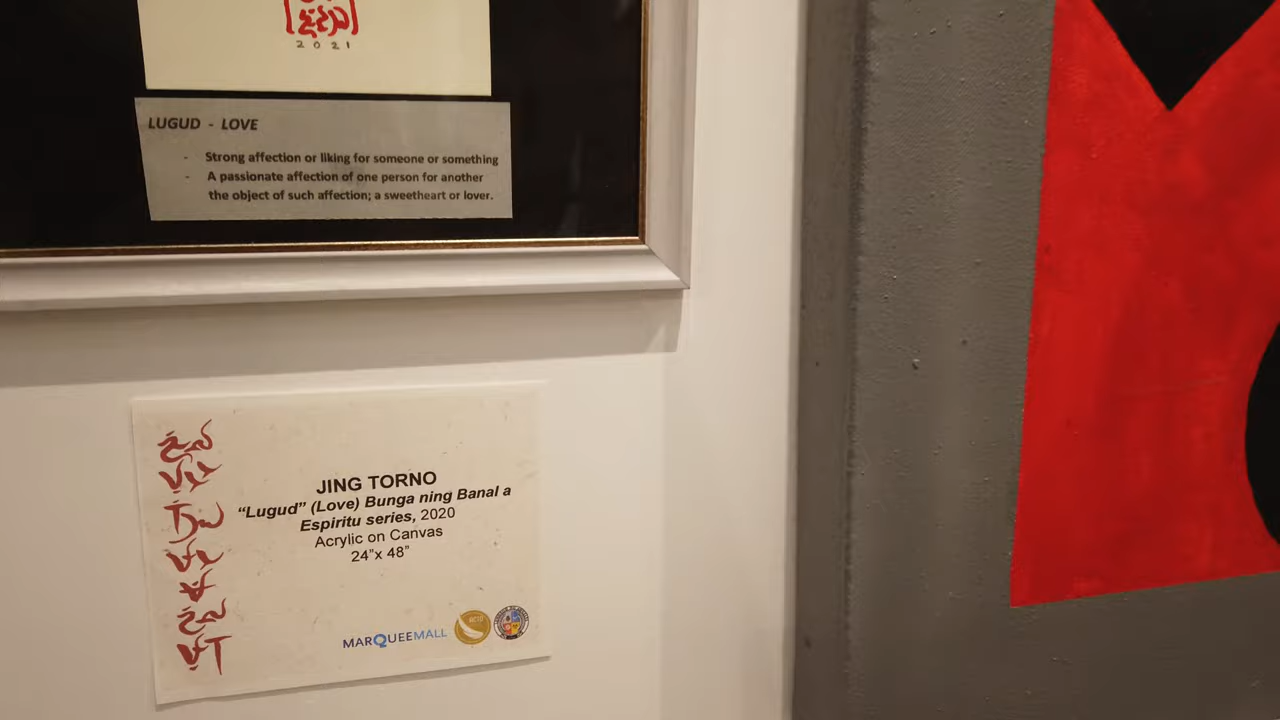 2021
LUGUD - LOVE
- Strong affection or liking for someone or something
- A passionate affection of one person for another
the object of such affection; a sweetheart or lover.
JING TORNO
“Lugud” (Love) Bunga ning Banal a
Espiritu series, 2020
Acrylic on Canvas
24”x 48”
MARQUEEMALL